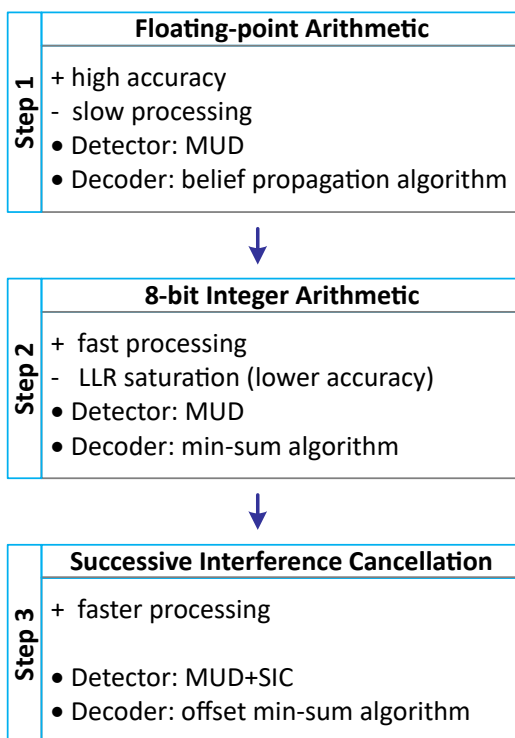 Step 1
Floating-point Arithmetic
+ high accuracy
- slow processing
• Detector: MUD
• Decoder: belief propagation algorithm
Step 2
8-bit Integer Arithmetic
+ fast processing
- LLR saturation (lower accuracy)
• Detector: MUD
• Decoder: min-sum algorithm
Step 3
Successive Interference Cancellation
+ faster processing
• Detector: MUD+SIC
• Decoder: offset min-sum algorithm